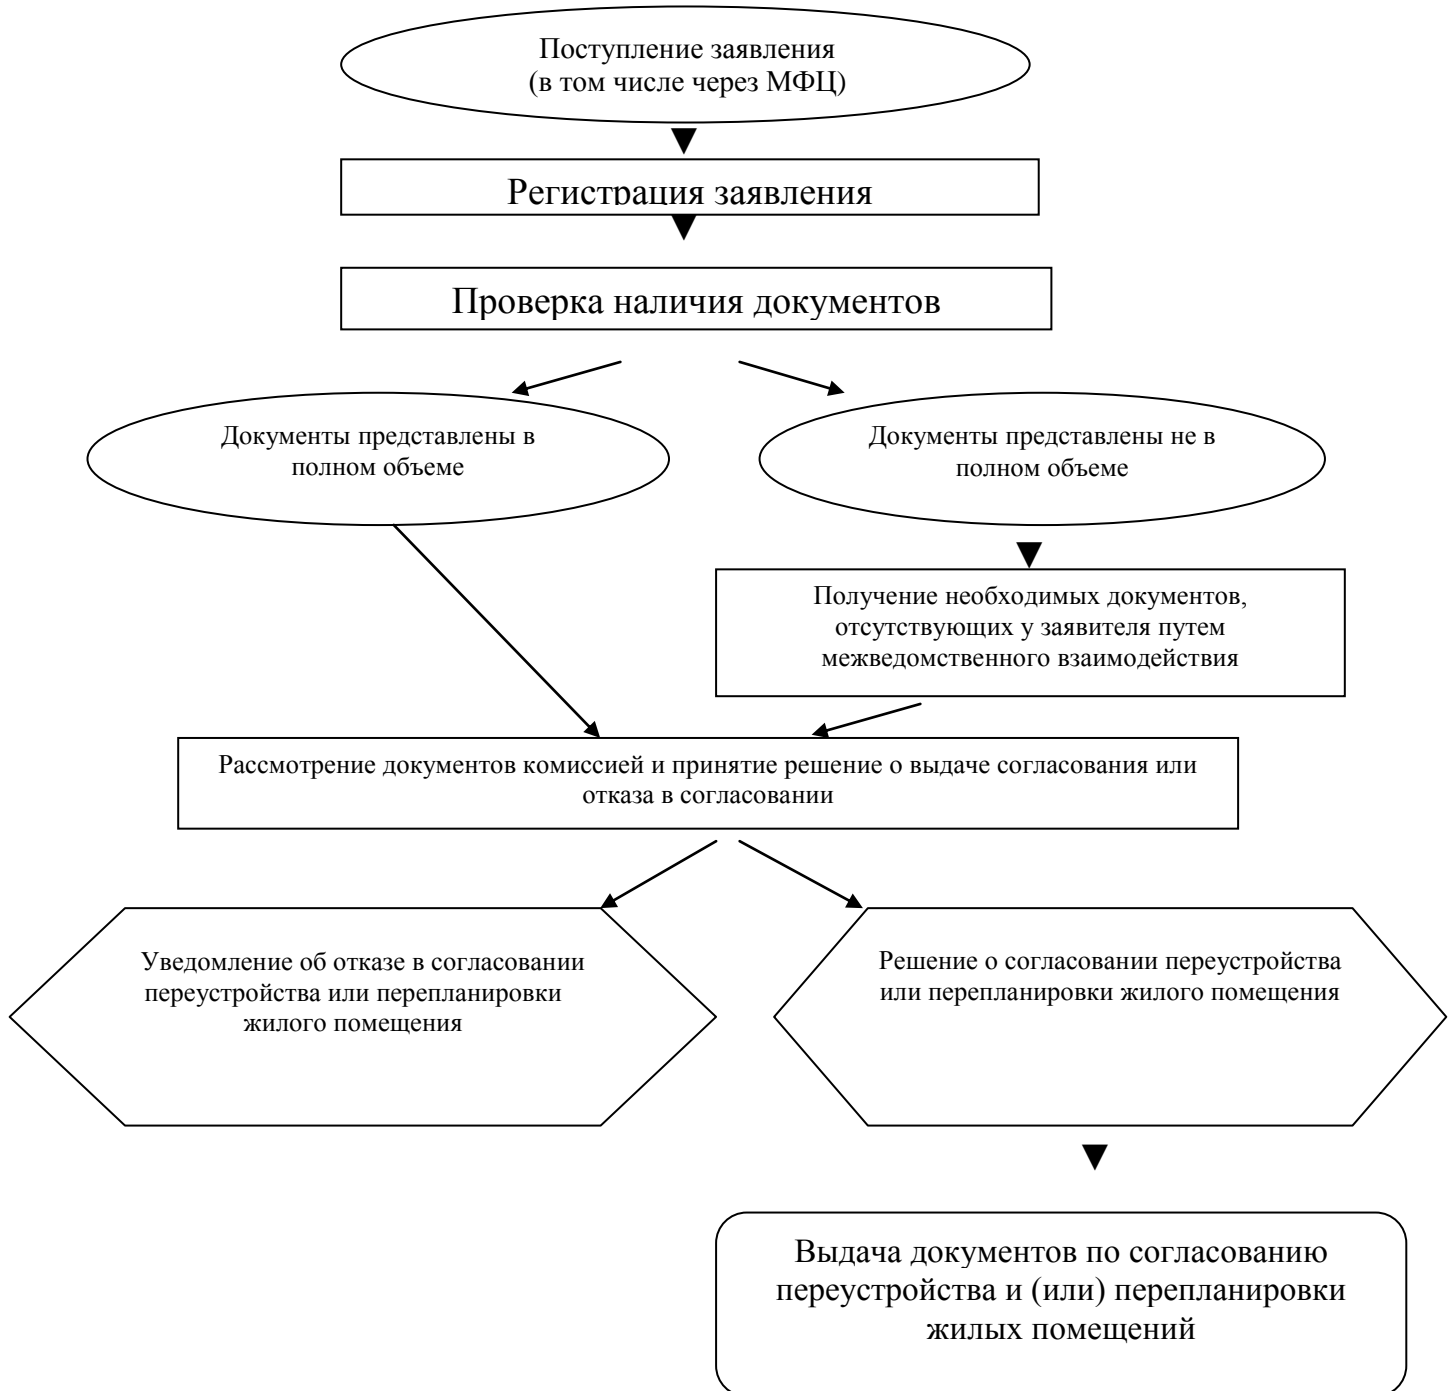 Поступление заявления
(в том числе через МФЦ)
Регистрация заявления
Проверка наличия документов
Документы представлены в
полном объеме
Документы представлены не в
полном объеме
Получение необходимых документов,
отсутствующих у заявителя путем
межведомственного взаимодействия
Рассмотрение документов комиссией и принятие решение о выдаче согласования или
отказа в согласовании
Уведомление об отказе в согласовании
переустройства или перепланировки
жилого помещения
Решение о согласовании переустройства
или перепланировки жилого помещения
Выдача документов по согласованию
переустройства и (или) перепланировки
жилых помещений